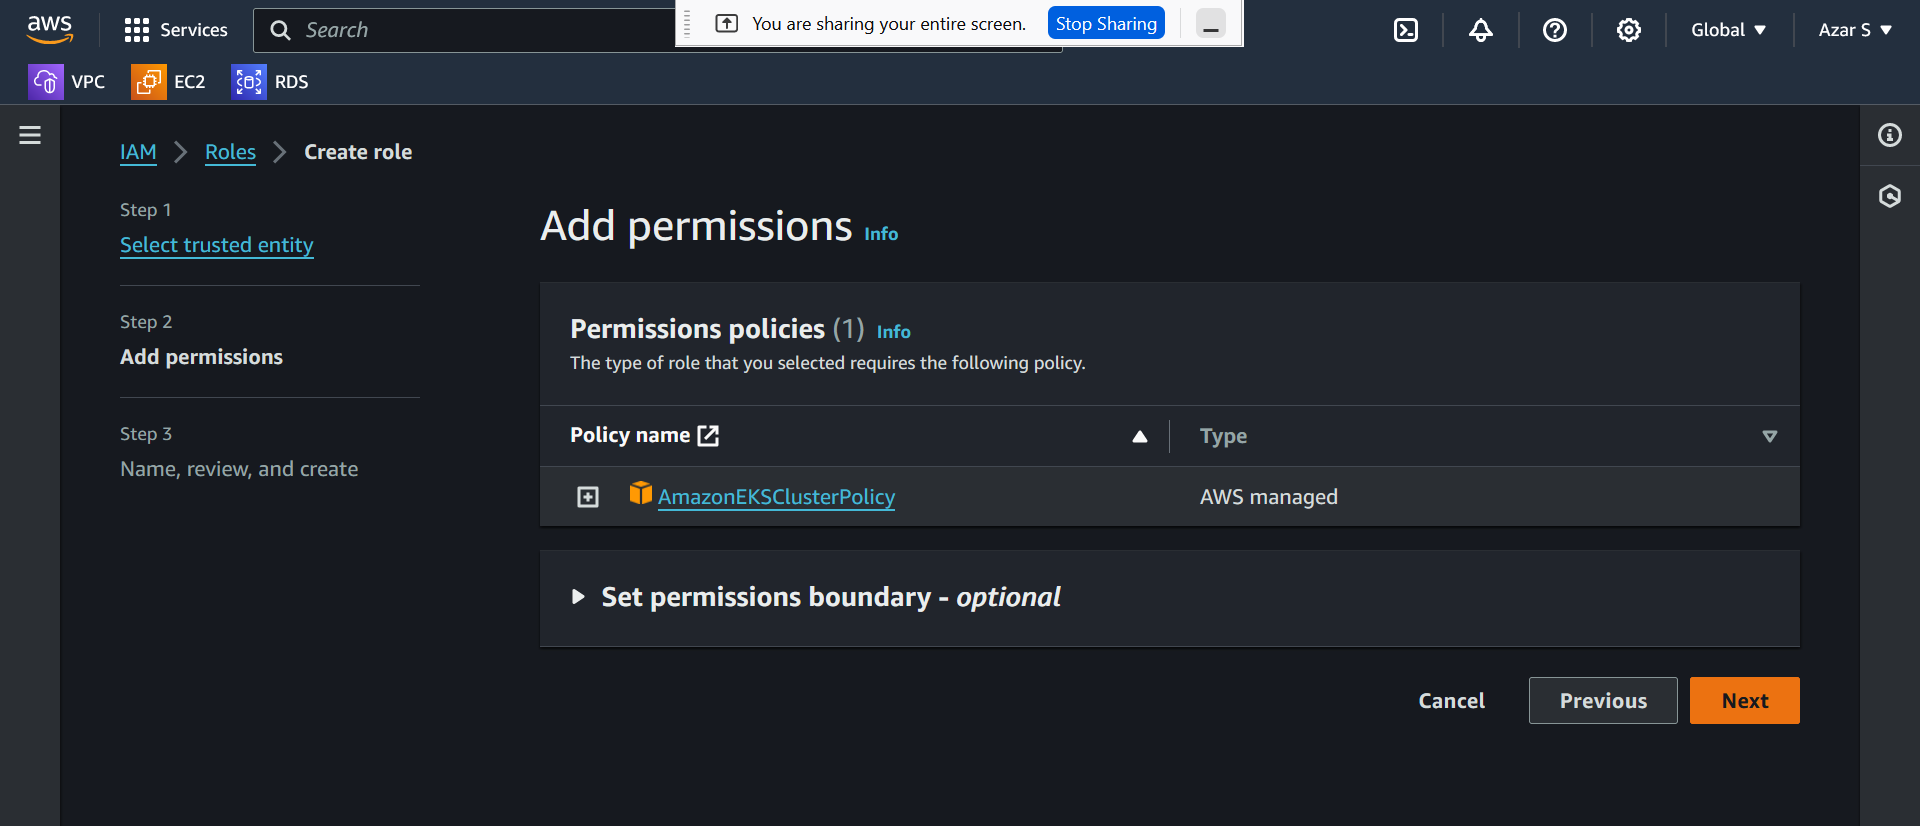 aws
Services
Search
You are sharing your entire screen.
Stop Sharing
Global
Azar S
VPC
EC2
RDS
IAM
Roles
Create role
Step 1
Select trusted entity
Step 2
Add permissions
Step 3
Name, review, and create
Add permissions Info
Permissions policies (1) Info
The type of role that you selected requires the following policy.
Policy name
Type
AmazonEKSClusterPolicy
AWS managed
Set permissions boundary - optional
Cancel
Previous
Next